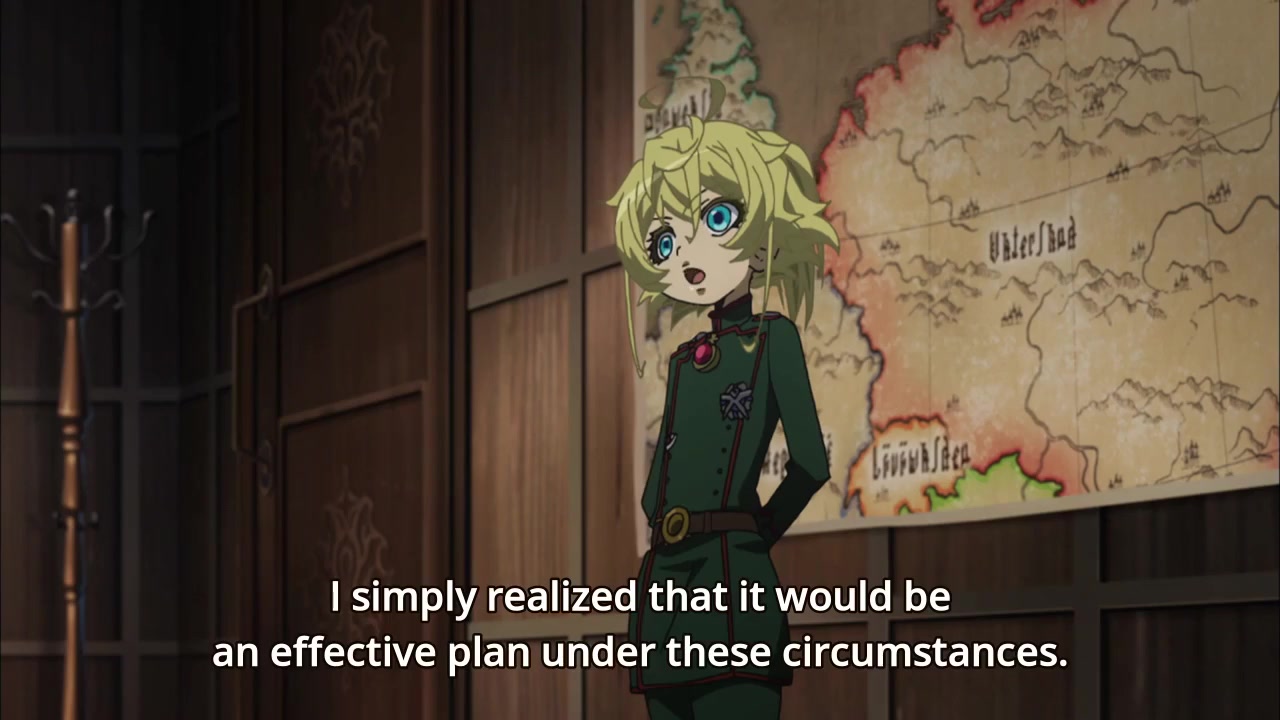 I simply realized that it would be
an effective plan under these circumstances.